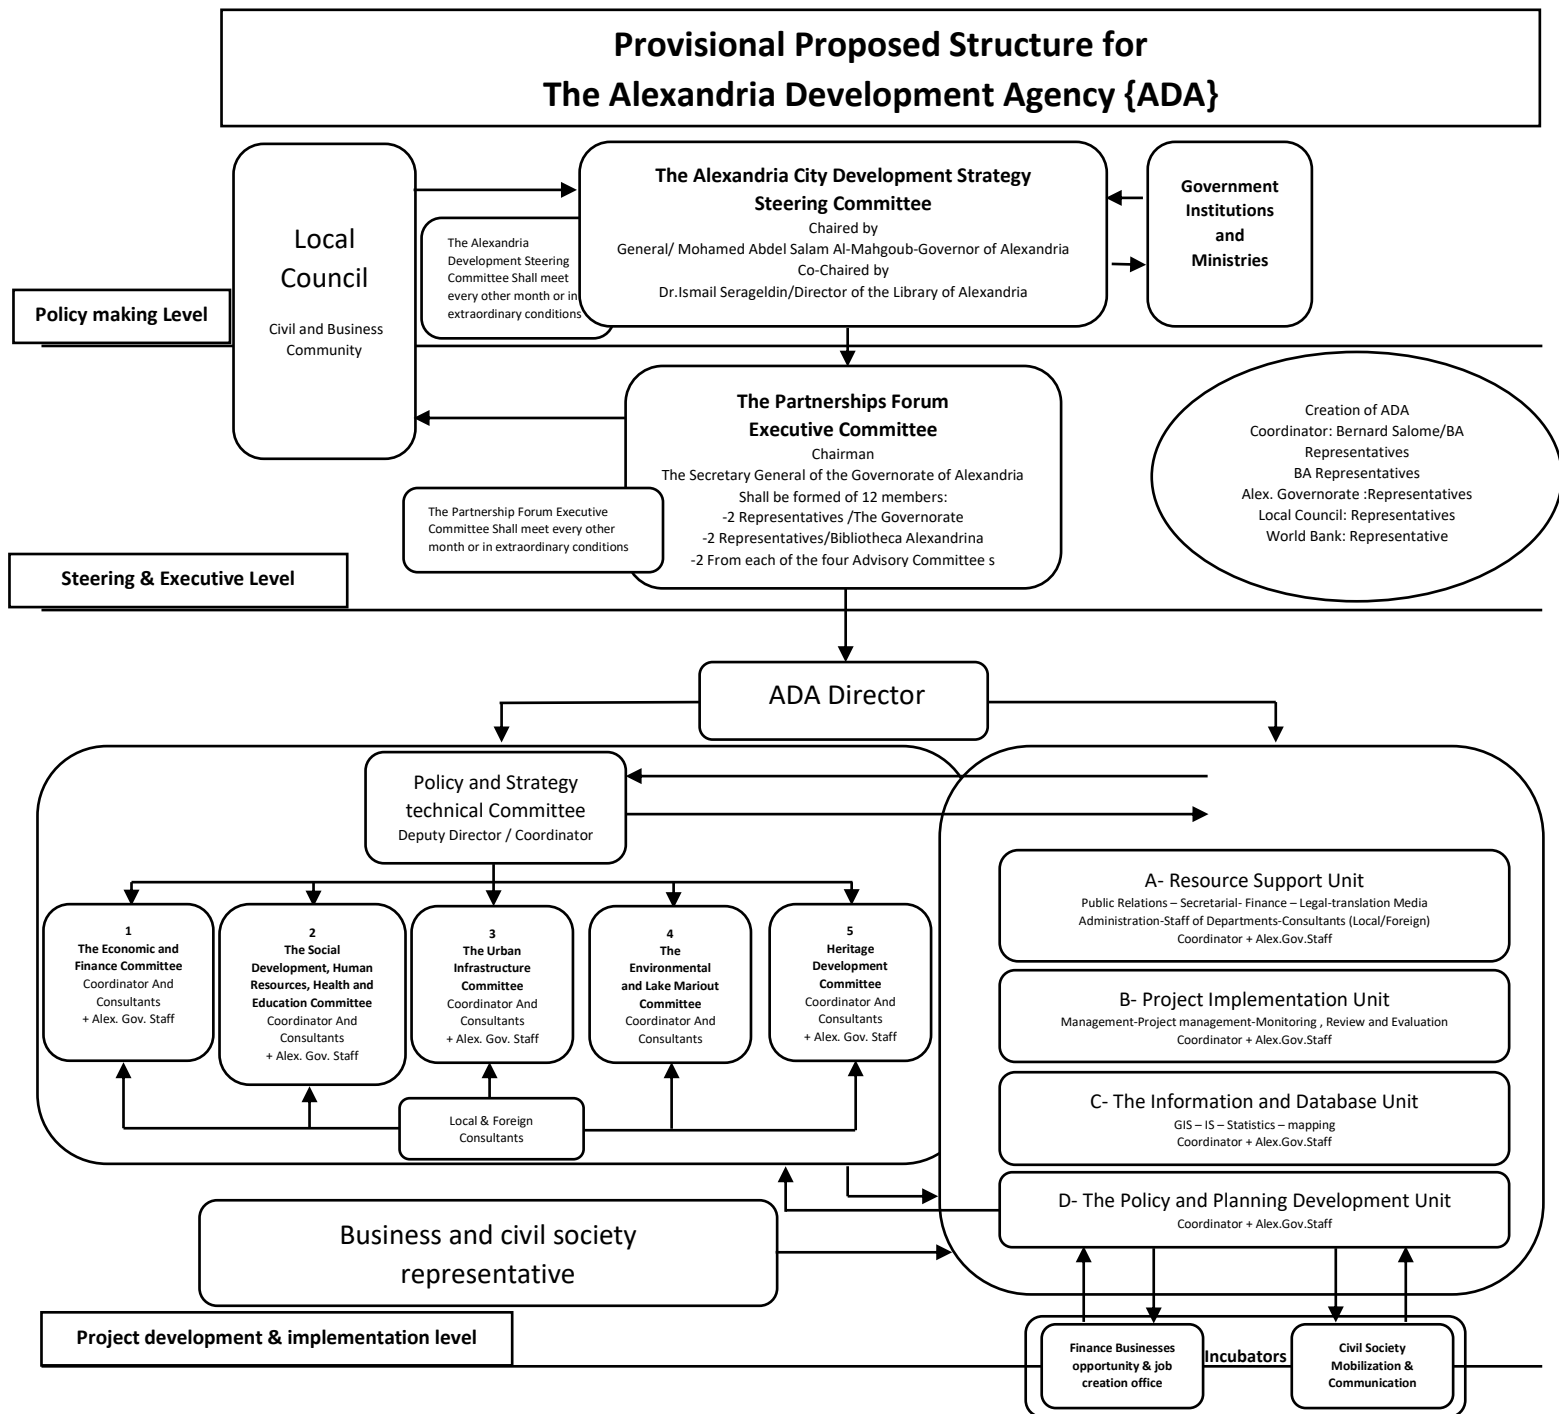 Provisional Proposed Structure for
The Alexandria Development Agency {ADA}
Local
Council
Civil and Business
Community
The Alexandria
Development Steering
Committee Shall meet
every other month or in
extraordinary conditions
The Alexandria City Development Strategy
Steering Committee
Chaired by
General/ Mohamed Abdel Salam Al-Mahgoub-Governor of Alexandria
Co-Chaired by
Dr.Ismail Serageldin/Director of the Library of Alexandria
Government
Institutions
and
Ministries
Policy making Level
The Partnerships Forum
Executive Committee
Chairman
The Secretary General of the Governorate of Alexandria
Shall be formed of 12 members:
-2 Representatives /The Governorate
-2 Representatives/Bibliotheca Alexandrina
-2 From each of the four Advisory Committee s
The Partnership Forum Executive
Committee Shall meet every other
month or in extraordinary conditions
Creation of ADA
Coordinator: Bernard Salome/BA
Representatives
BA Representatives
Alex. Governorate :Representatives
Local Council: Representatives
World Bank: Representative
Steering & Executive Level
ADA Director
Policy and Strategy
technical Committee
Deputy Director / Coordinator
1
The Economic and
Finance Committee
Coordinator And
Consultants
+ Alex. Gov. Staff
2
The Social
Development, Human
Resources, Health and
Education Committee
Coordinator And
Consultants
+ Alex. Gov. Staff
3
The Urban
Infrastructure
Committee
Coordinator And
Consultants
+ Alex. Gov. Staff
4
The
Environmental
and Lake Mariout
Committee
Coordinator And
Consultants
5
Heritage
Development
Committee
Coordinator And
Consultants
+ Alex. Gov. Staff
Local & Foreign
Consultants
A- Resource Support Unit
Public Relations – Secretarial- Finance – Legal-translation Media
Administration-Staff of Departments-Consultants (Local/Foreign)
Coordinator + Alex.Gov.Staff
B- Project Implementation Unit
Management-Project management-Monitoring , Review and Evaluation
Coordinator + Alex.Gov.Staff
C- The Information and Database Unit
GIS – IS – Statistics – mapping
Coordinator + Alex.Gov.Staff
D- The Policy and Planning Development Unit
Coordinator + Alex.Gov.Staff
Business and civil society
representative
Project development & implementation level
Finance Businesses
opportunity & job
creation office
Incubators
Civil Society
Mobilization &
Communication